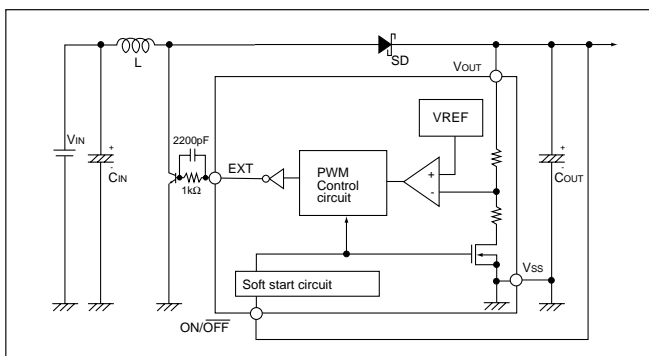 L
SD
VOUT
VREF
VIN
+
-
CIN
2200pF
1kΩ
EXT
PWM
Control
circuit
+
-
+
-
COUT
VSS
Soft start circuit
ON/OFF